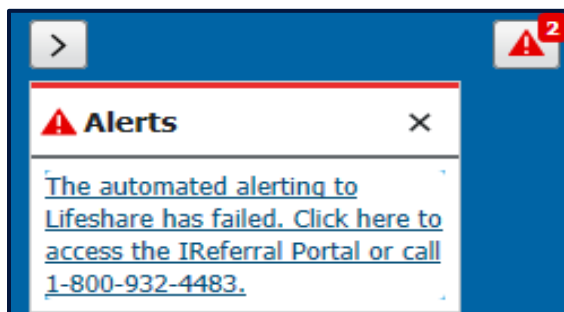 2
Alerts
The automated alerting to
Lifeshare has failed. Click here to
access the IReferral Portal or call
1-800-932-4483.